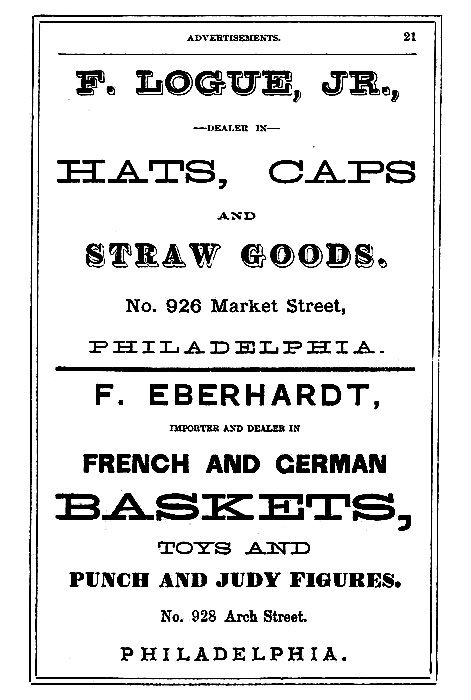 ADVERTISEMENTS. 21
F. LOGUE, JR.,
—DEALER IN—
HATS, CAPS
AND
STRAW GOODS.
No. 926 Market Street,
PHILADELPHIA.
F. EBERHARDT,
IMPORTER AND DEALER IN
FRENCH AND GERMAN
BASKETS,
TOYS AND
PUNCH AND JUDY FIGURES.
No. 928 Arch Street.
PHILADELPHIA.